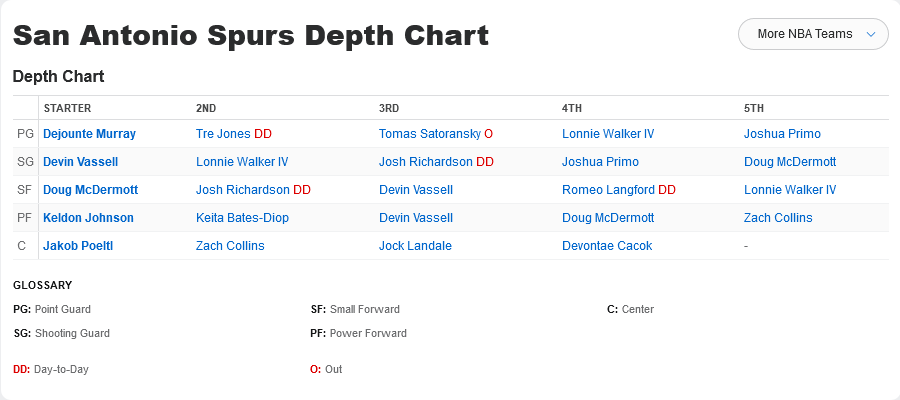 San Antonio Spurs Depth Chart
More NBA Teams
Depth Chart
STARTER 2ND 3RD 4TH 5TH
PG Dejounte Murray Tre Jones DD Tomas Satoransky O Lonnie Walker IV Joshua Primo
SG Devin Vassell Lonnie Walker IV Josh Richardson DD Joshua Primo Doug McDermott
SF Doug McDermott Josh Richardson DD Devin Vassell Romeo Langford DD Lonnie Walker IV
PF Keldon Johnson Keita Bates-Diop Devin Vassell Doug McDermott Zach Collins
C Jakob Poeltl Zach Collins Jock Landale Devontae Cacok -
GLOSSARY
PG: Point Guard SF: Small Forward C: Center
SG: Shooting Guard PF: Power Forward
DD: Day-to-Day O: Out